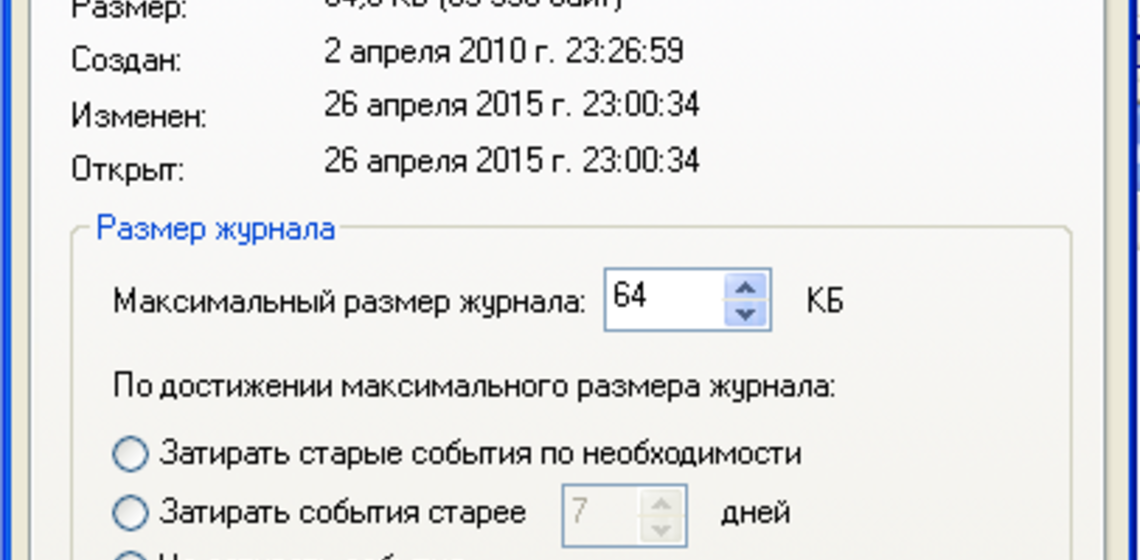 Размер:
Создан: 2 апреля 2010 г. 23:26:59
Изменен: 26 апреля 2015 г. 23:00:34
Открыт: 26 апреля 2015 г. 23:00:34
Размер журнала
Максимальный размер журнала: 64 КБ
По достижении максимального размера журнала:
Затирать старые события по необходимости
Затирать события старее 7 дней